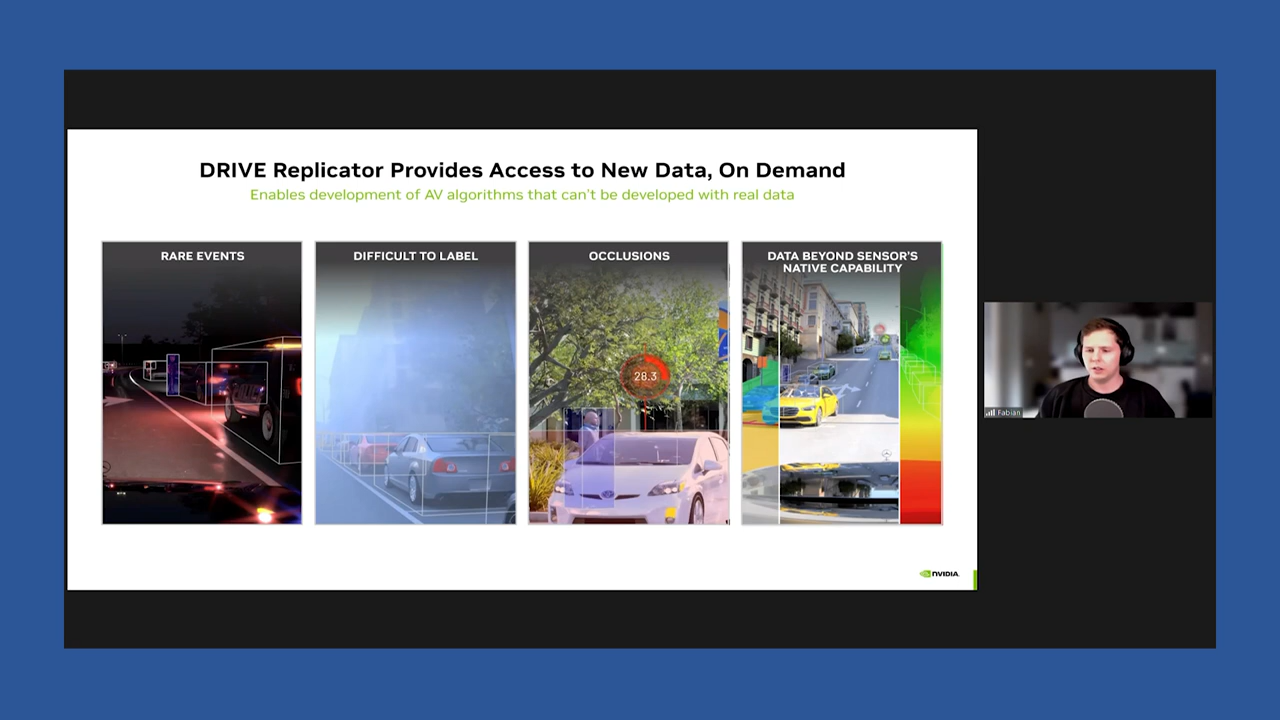 DRIVE Replicator Provides Access to New Data, On Demand
Enables development of AV algorithms that can't be developed with real data
RARE EVENTS
DIFFICULT TO LABEL
OCCLUSIONS
28.3
DATA BEYOND SENSOR'S
NATIVE CAPABILITY
Fabian
NVIDIA